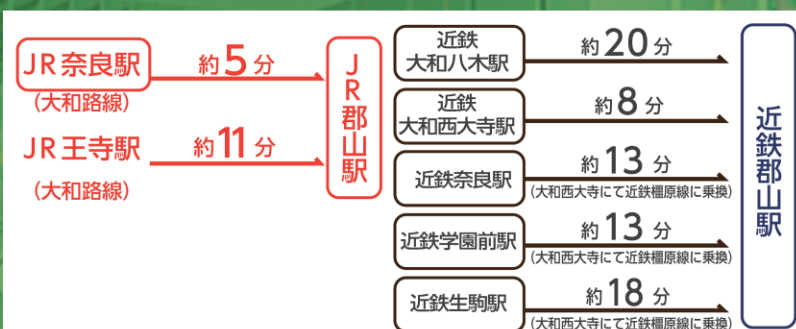 JR奈良駅
約5分
(大和路線)
JR王寺駅
約11分
(大和路線)
JR郡山駅
近鉄
大和八木駅
約20分
近鉄
大和西大寺駅
約8分
近鉄奈良駅
約13分
(大和西大寺にて近鉄橿原線に乗換)
近鉄学園前駅
約13分
(大和西大寺にて近鉄橿原線に乗換)
近鉄生駒駅
約18分
(大和西大寺にて近鉄橿原線に乗換)
近鉄郡山駅